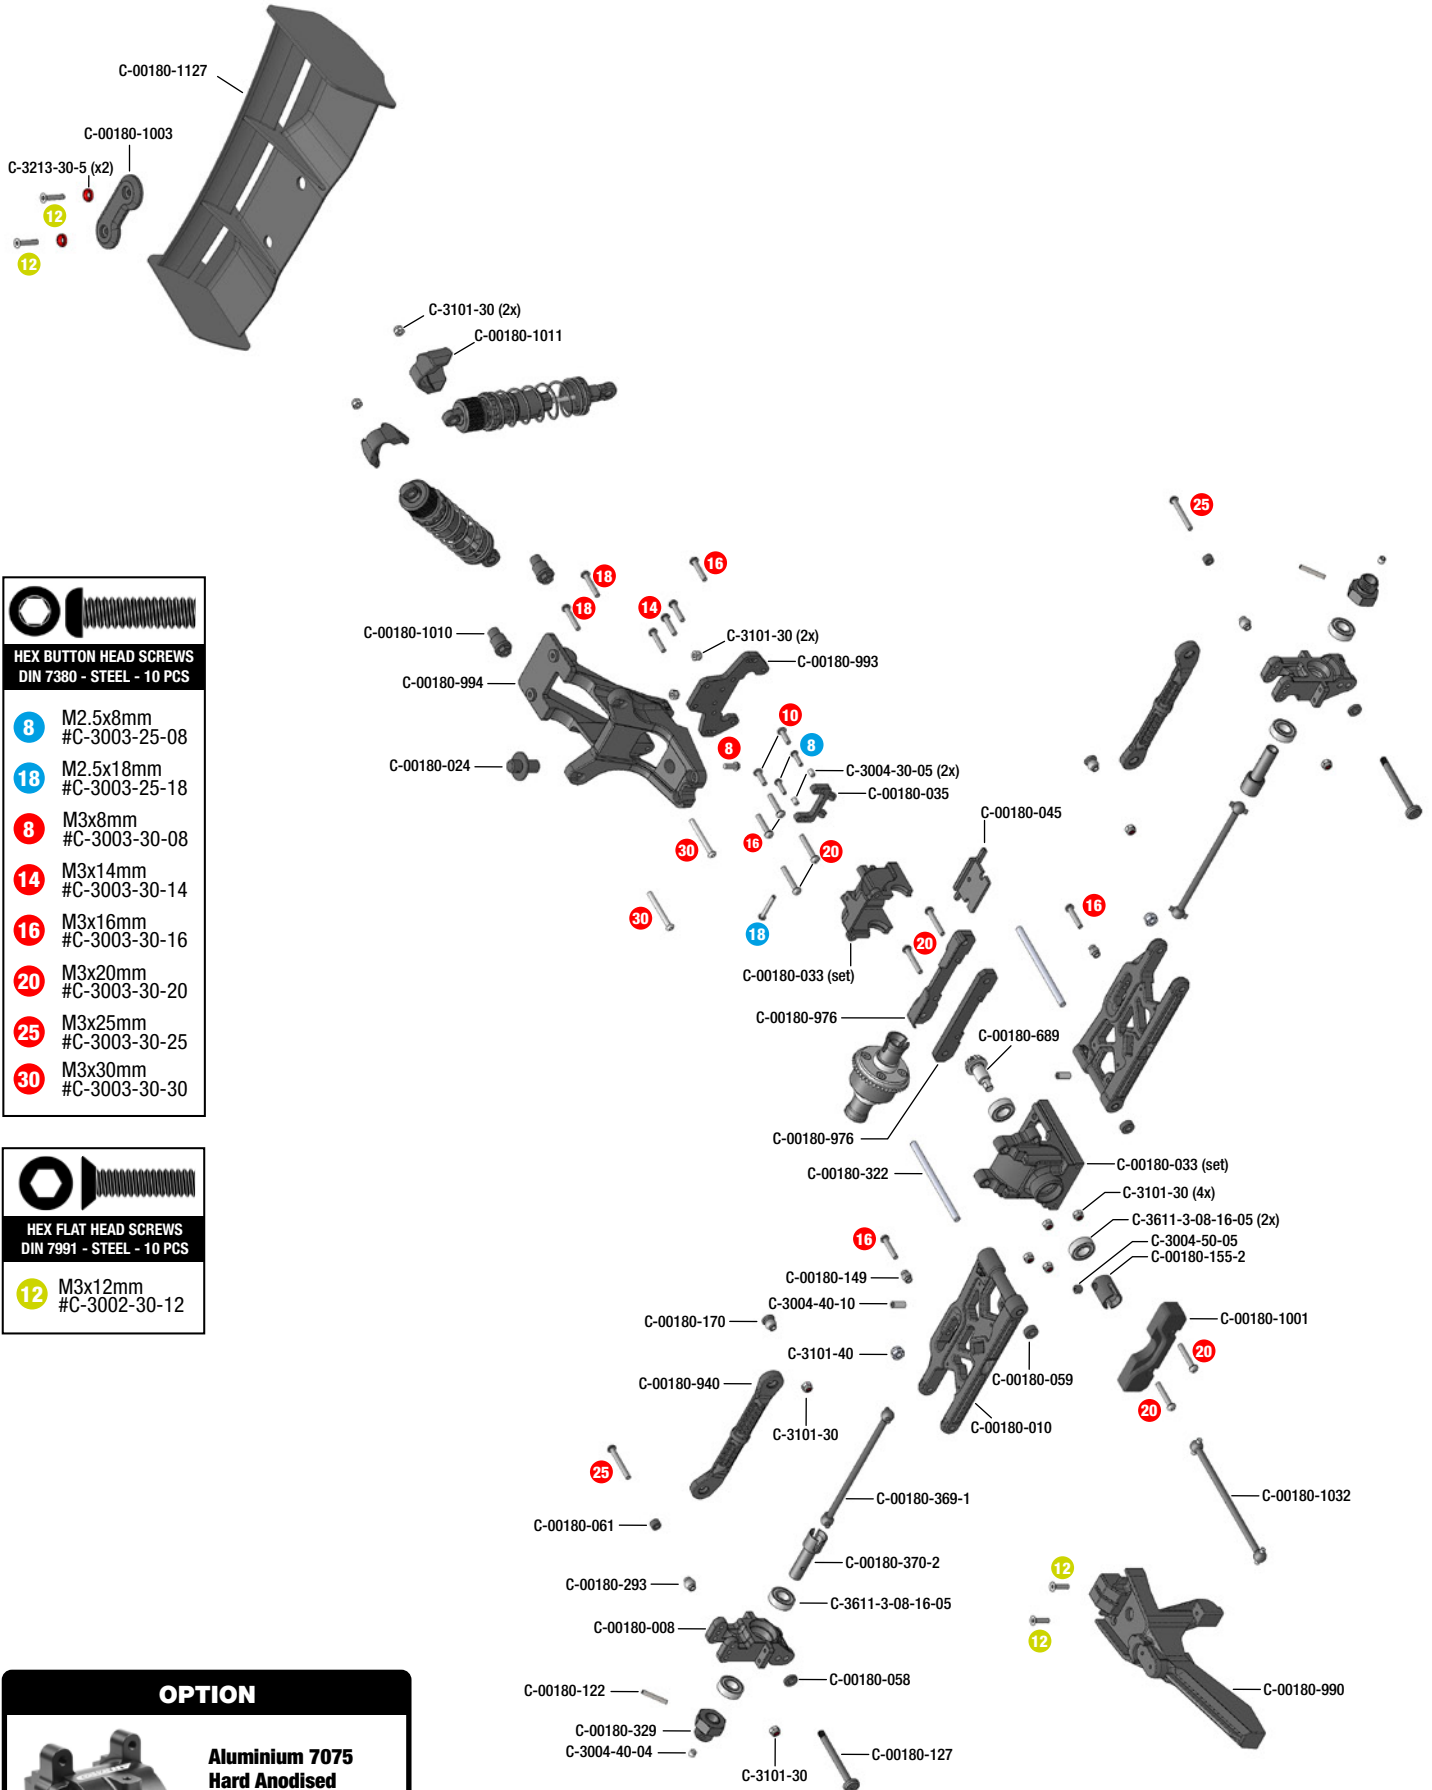 C-00180-1127
C-00180-1003
C-3213-30-5 (x2)
12
12
C-3101-30 (2x)
C-00180-1011
25
16
18
18
14
C-00180-1010
C-3101-30 (2x)
C-00180-993
C-00180-994
10
8
8
C-00180-024
C-3004-30-05 (2x)
C-00180-035
C-00180-045
16
30
20
16
30
18
20
C-00180-033 (set)
C-00180-976
C-00180-689
C-00180-976
C-00180-322
C-00180-033 (set)
C-3101-30 (4x)
C-3611-3-08-16-05 (2x)
C-3004-50-05
C-00180-155-2
16
C-00180-149
C-3004-40-10
C-00180-170
C-00180-1001
C-3101-40
20
C-00180-059
C-00180-940
20
C-00180-010
C-3101-30
25
C-00180-369-1
C-00180-1032
C-00180-061
C-00180-370-2
12
C-00180-293
C-3611-3-08-16-05
C-00180-008
12
C-00180-058
C-00180-122
C-00180-990
C-00180-329
C-3004-40-04
C-00180-127
C-3101-30
HEX BUTTON HEAD SCREWS
DIN 7380 - STEEL - 10 PCS
8 M2.5x8mm
#C-3003-25-08
18 M2.5x18mm
#C-3003-25-18
8 M3x8mm
#C-3003-30-08
14 M3x14mm
#C-3003-30-14
16 M3x16mm
#C-3003-30-16
20 M3x20mm
#C-3003-30-20
25 M3x25mm
#C-3003-30-25
30 M3x30mm
#C-3003-30-30
HEX FLAT HEAD SCREWS
DIN 7991 - STEEL - 10 PCS
12 M3x12mm
#C-3002-30-12
OPTION
Aluminium 7075
Hard Anodised